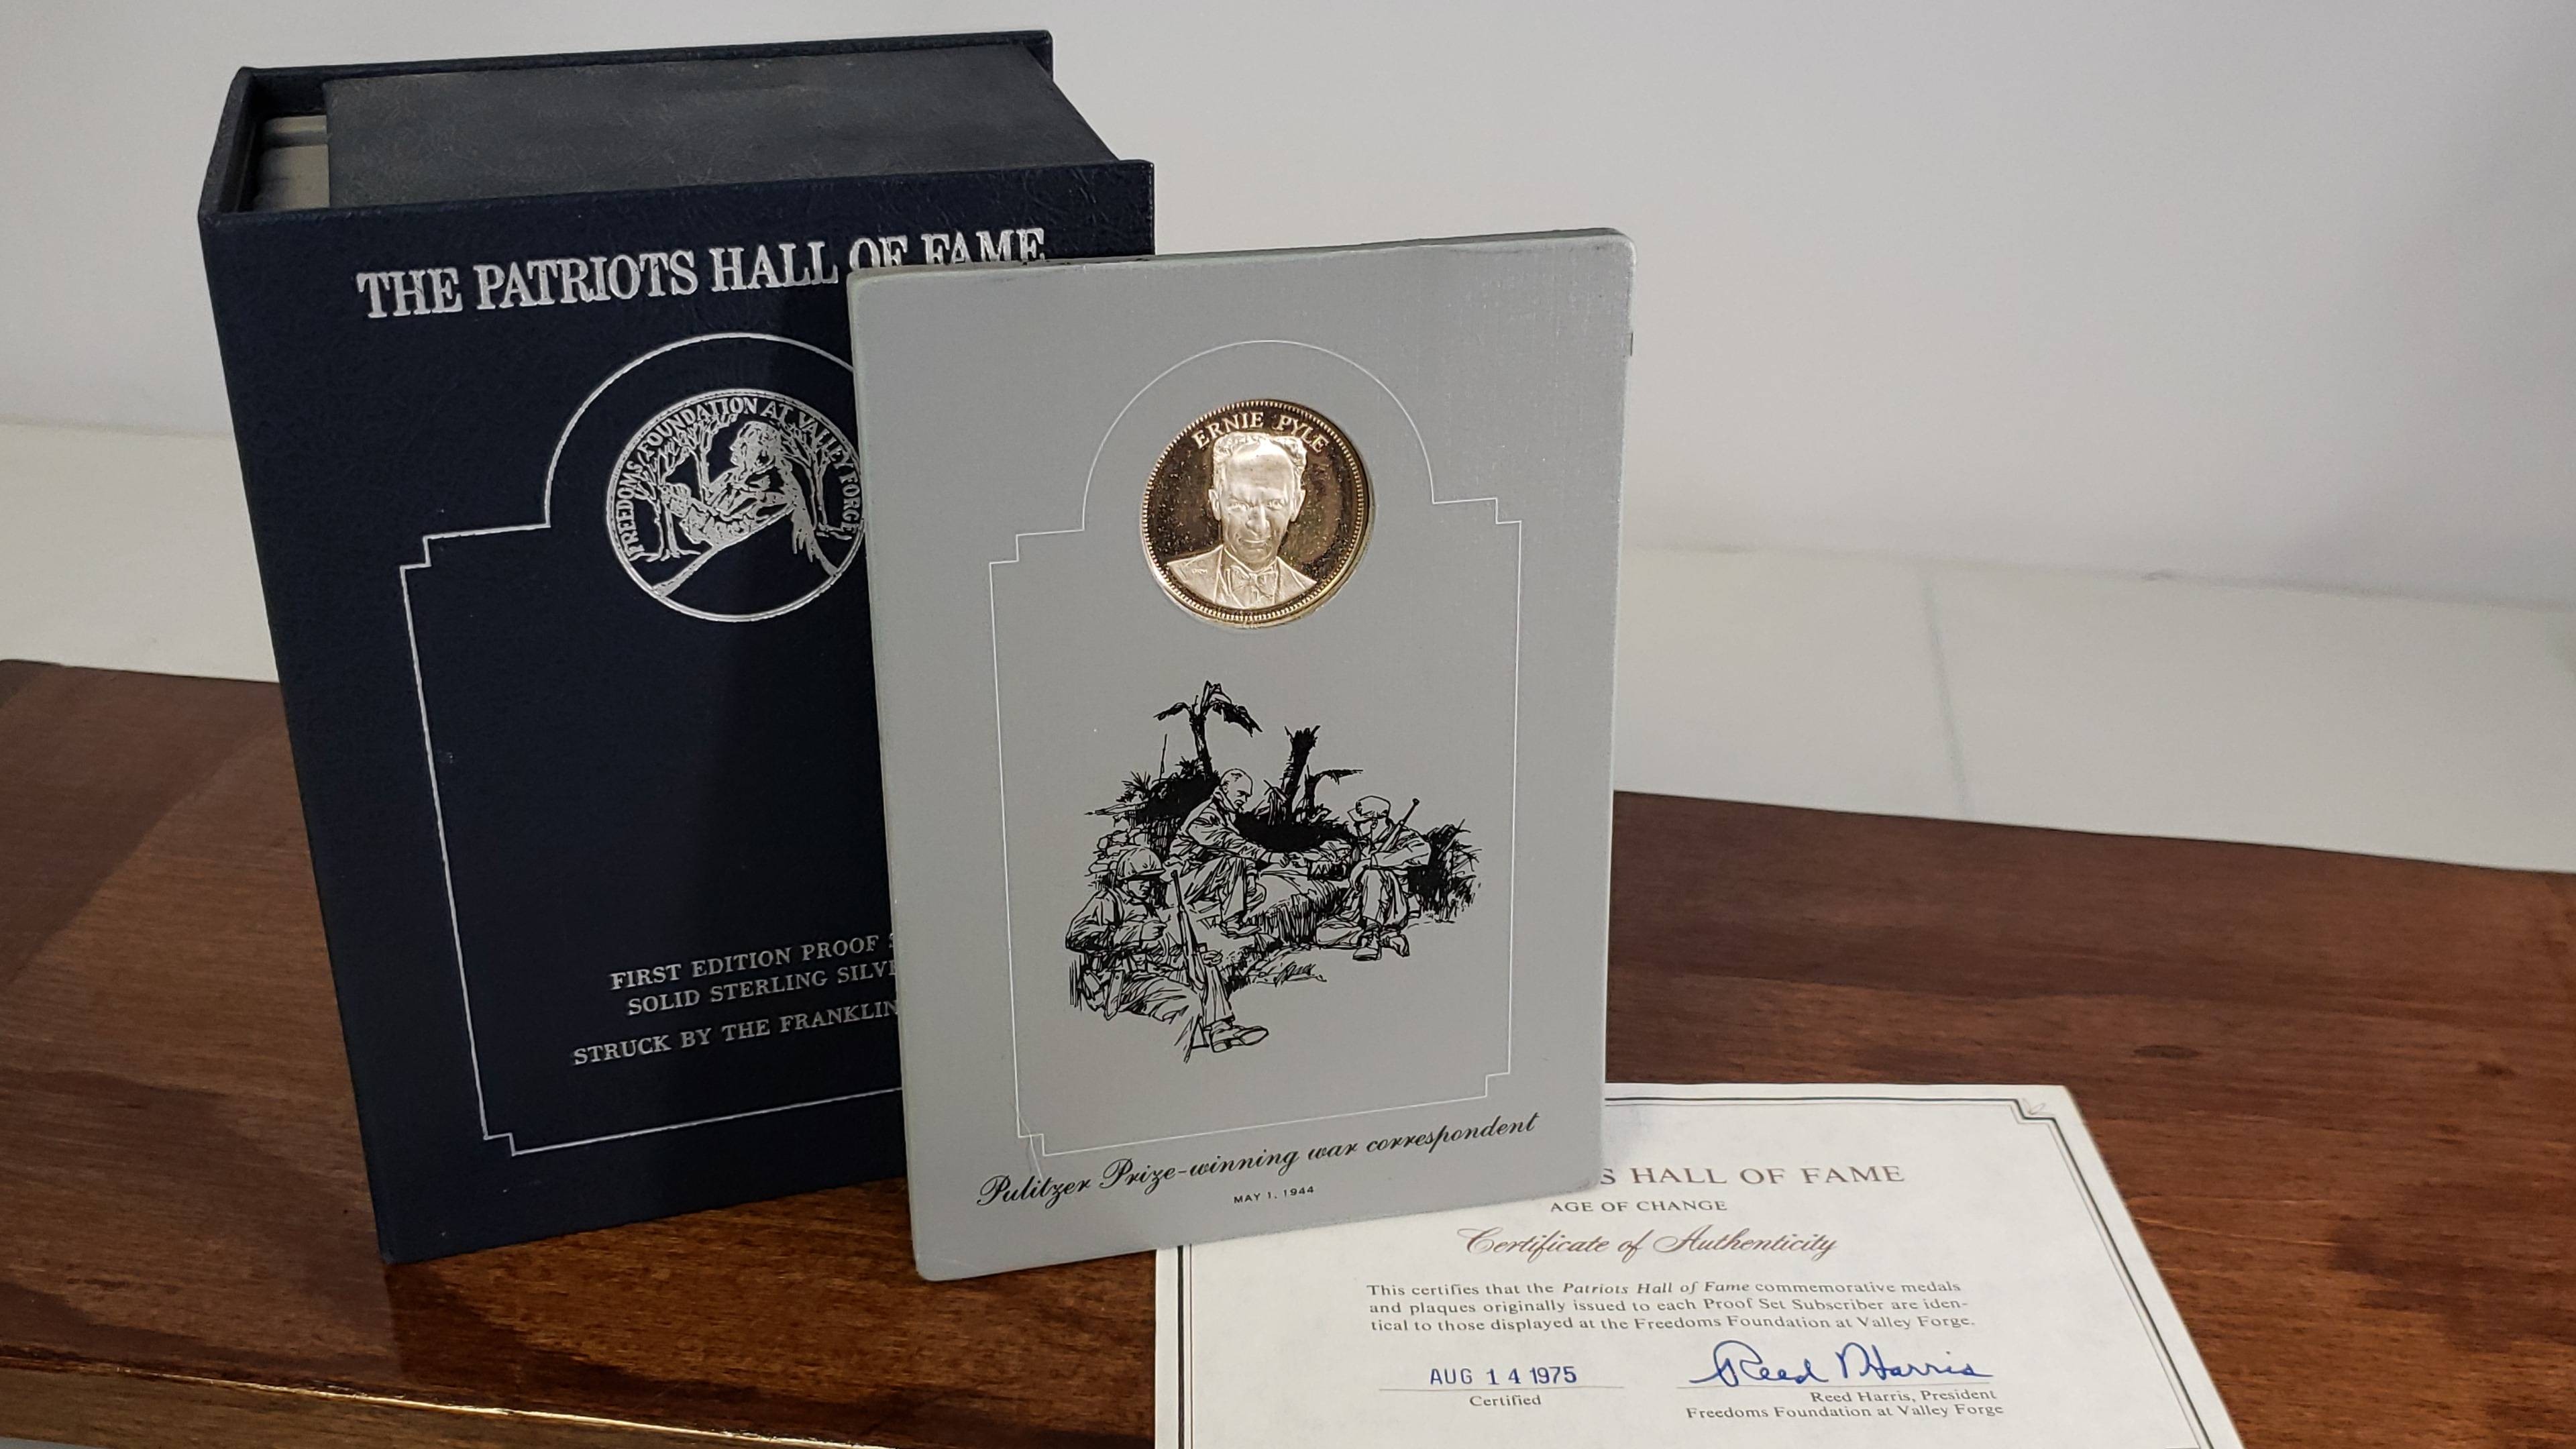 THE PATRIOTS HALL OF FAME
FREEDOMS FOUNDATION AT VALLEY FORGE
FIRST EDITION PROOF
SOLID STERLING SILV
STRUCK BY THE FRANKLIN
ERNIE PYLE
Pulitzer Prize-winning war correspondent
MAY 1, 1944
S HALL OF FAME
AGE OF CHANGE
Certificate of Authenticity
This certifies that the Patriots Hall of Fame commemorative medals
and plaques originally issued to each Proof Set Subscriber are iden-
tical to those displayed at the Freedoms Foundation at Valley Forge.
AUG 14 1975
Certified
Reed Harris
Reed Harris, President
Freedoms Foundation at Valley Forge